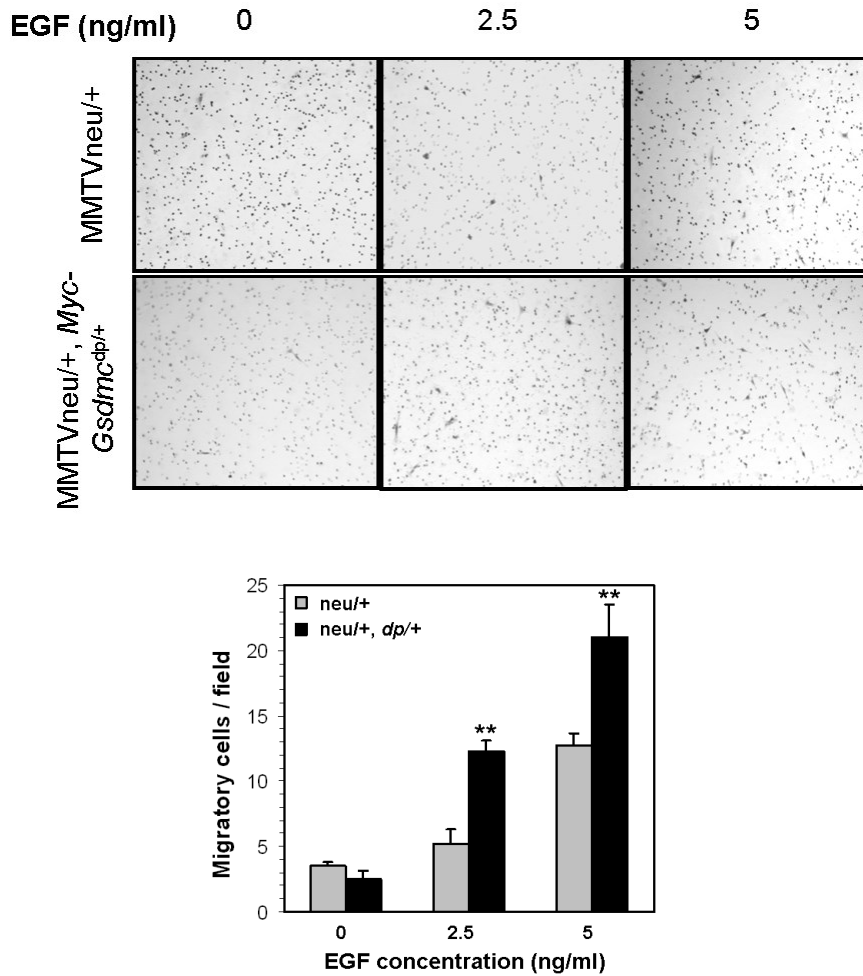 EGF (ng/ml) 0 2.5 5
MMTVneu/+
MMTVneu/+, Myc-
Gsdmcdp/+
25
20
15
10
5
0
Migratory cells / field
neu/+
neu/+, dp/+
**
**
0 2.5 5
EGF concentration (ng/ml)